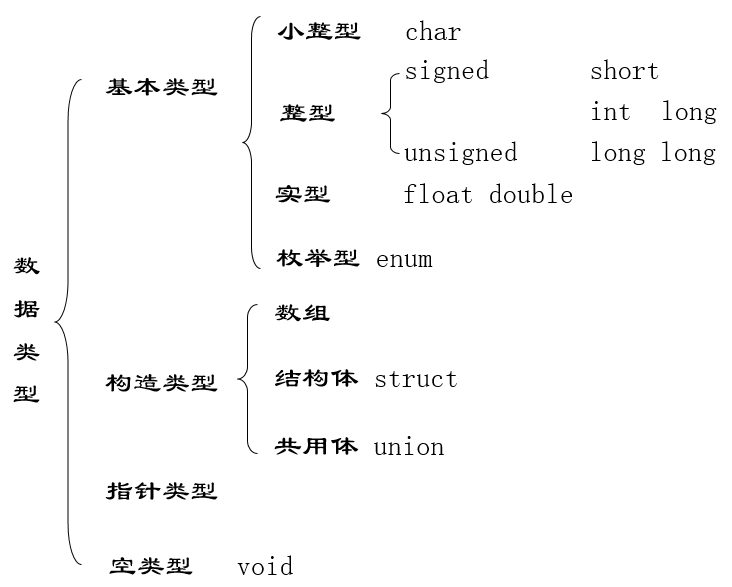 小整型 char
signed short
基本类型
整型 int long
unsigned long long
实型 float double
枚举型 enum
数据类型
数组
结构体 struct
构造类型
共用体 union
指针类型
空类型 void